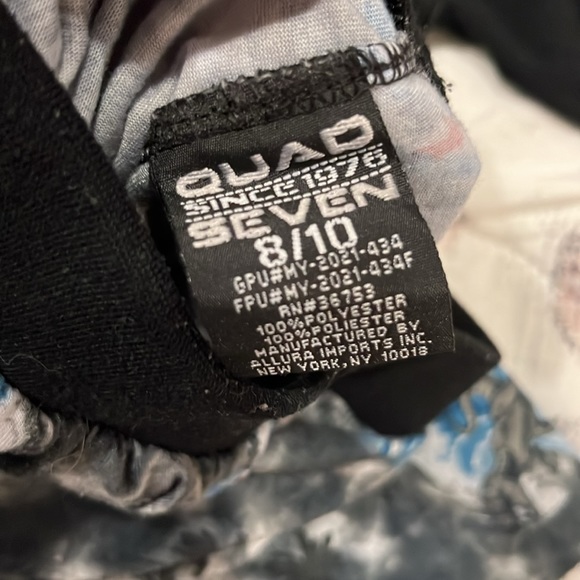 QUAD
SINCE 1976
SEVEN
8/10
GPU#MY-2021-434
FPU#MY-2021-434F
RN#36753
100%POLYESTER
100%POLIESTER
MANUFACTURED BY
ALLURA IMPORTS INC.
NEW YORK, NY 10018